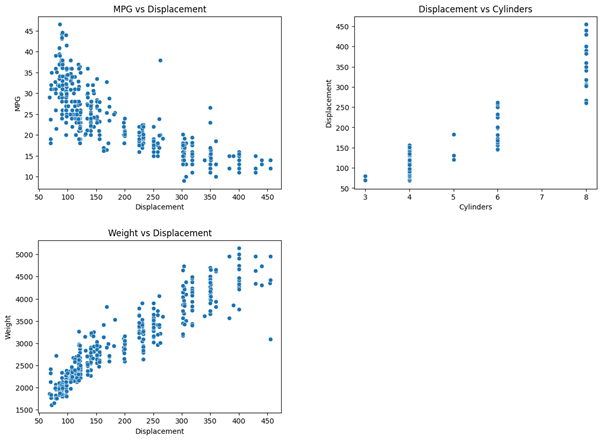 MPG vs Displacement
MPG
45
40
35
30
25
20
15
10
50 100 150 200 250 300 350 400 450
Displacement
Displacement vs Cylinders
Displacement
450
400
350
300
250
200
150
100
50
3 4 5 6 7 8
Cylinders
Weight vs Displacement
Weight
5000
4500
4000
3500
3000
2500
2000
1500
50 100 150 200 250 300 350 400 450
Displacement